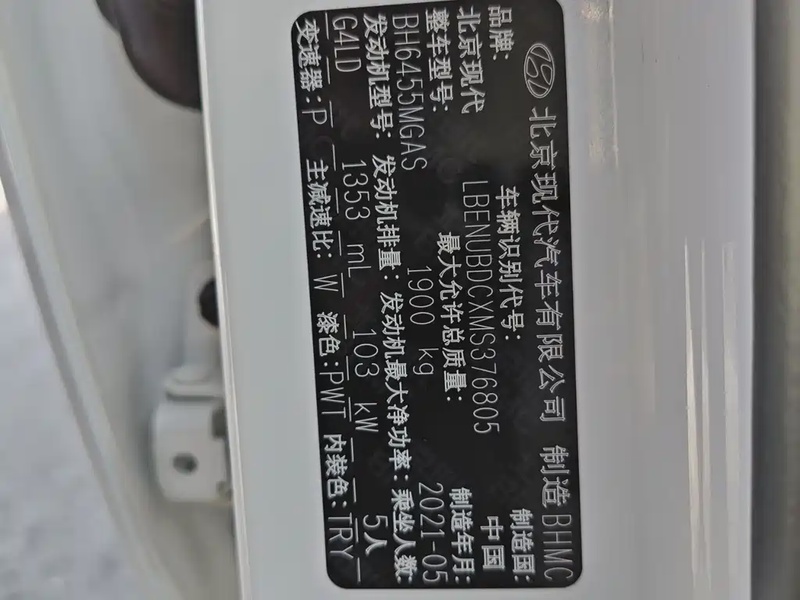 北京现代汽车有限公司 制造 BHMC
品牌: 车辆识别代号: 制造国:
北京现代 LBENUBDCXMS376805 中国
整车型号: 最大允许总质量: 制造年月:
BH6455MGAS 1900 kg 2021-05
发动机型号: 发动机排量: 发动机最大净功率: 乘坐人数:
G4LD 1353 mL 103 kW 5人
变速器: P 主减速比: W 漆色: PWT 内装色: TRY